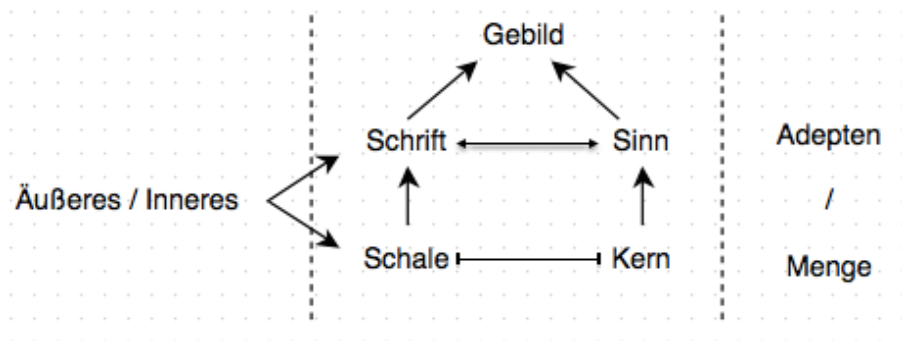 Gebild
Schrift
Sinn
Adepten
Äußeres / Inneres
/
Schale
Kern
Menge